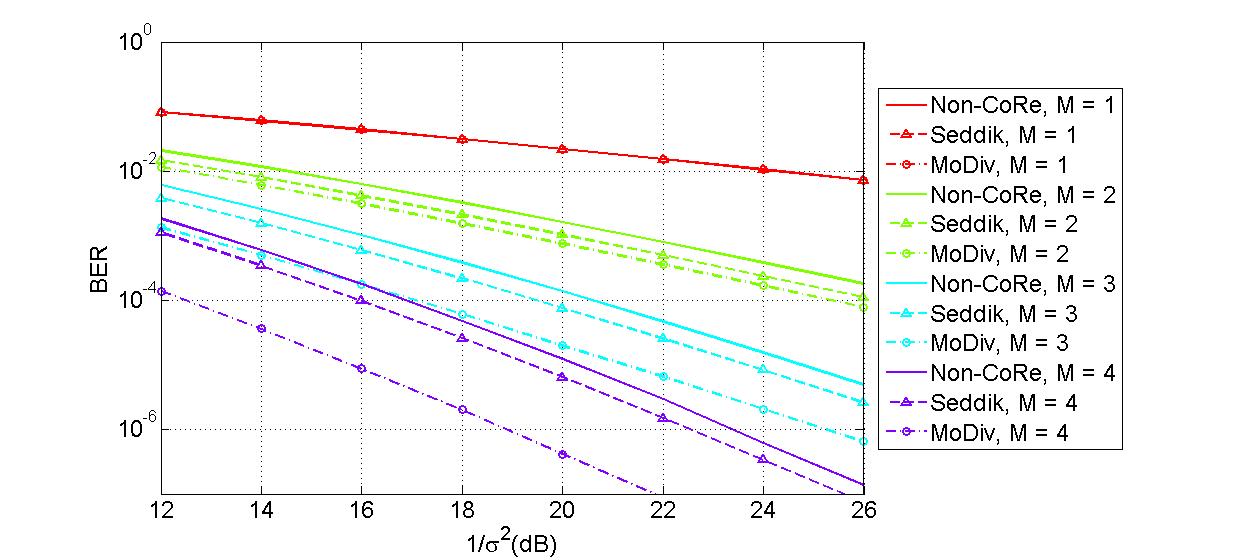 10^0
10^-2
10^-4
10^-6
BER
12 14 16 18 20 22 24 26
1/σ^2(dB)
Non-CoRe, M = 1
Seddik, M = 1
MoDiv, M = 1
Non-CoRe, M = 2
Seddik, M = 2
MoDiv, M = 2
Non-CoRe, M = 3
Seddik, M = 3
MoDiv, M = 3
Non-CoRe, M = 4
Seddik, M = 4
MoDiv, M = 4